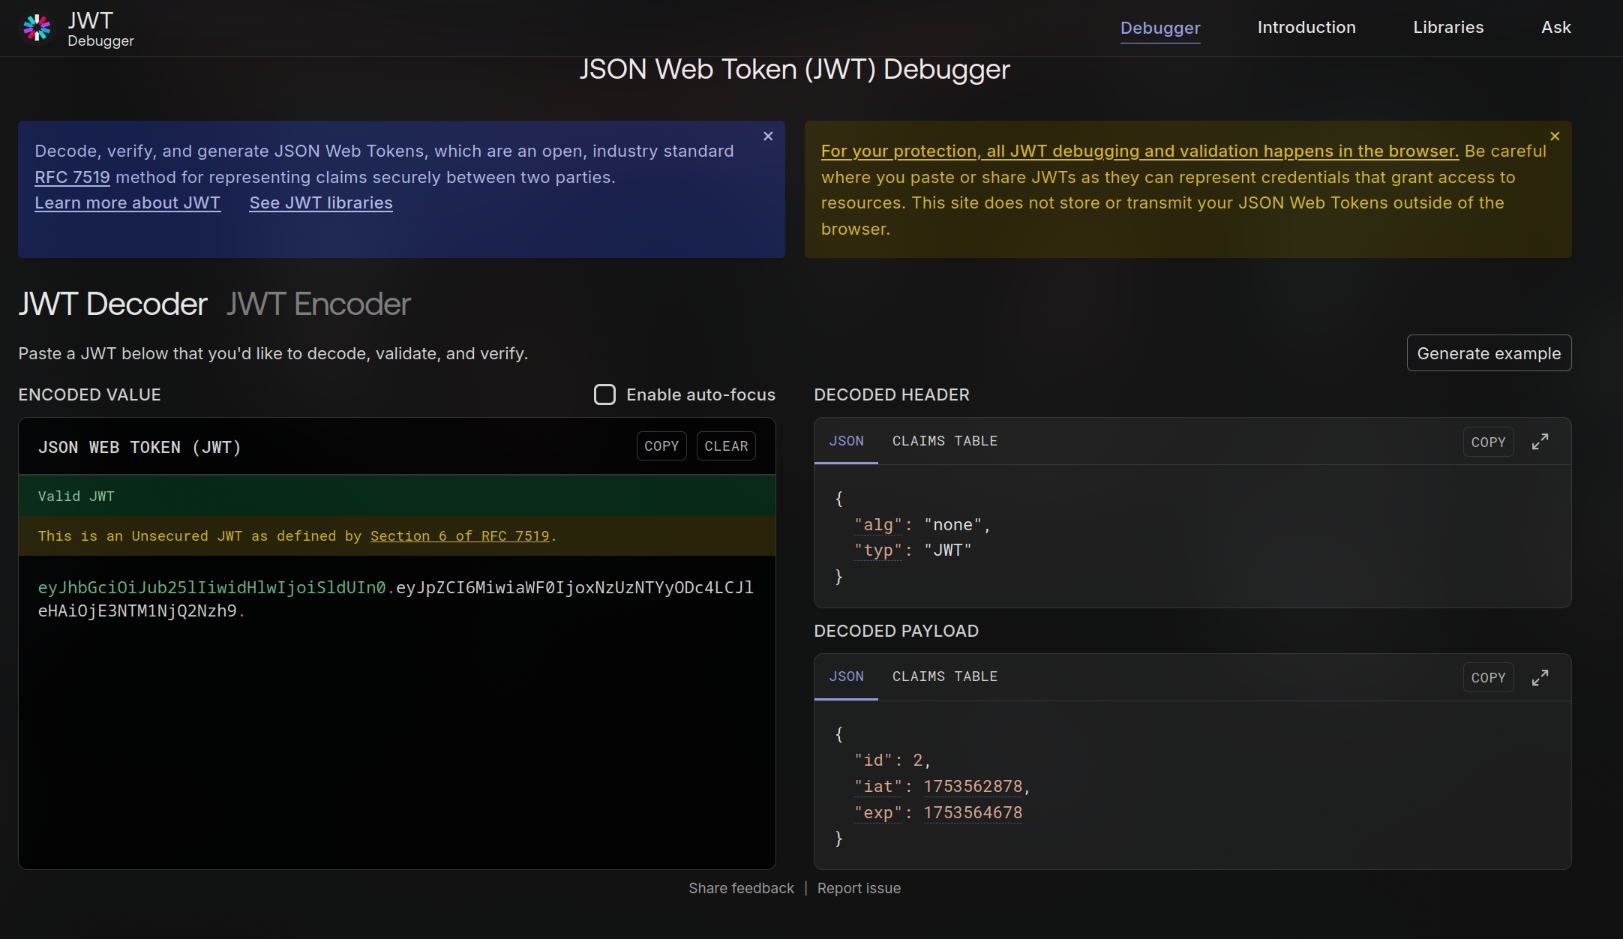 JWT
Debugger
Debugger
Introduction
Libraries
Ask
JSON Web Token (JWT) Debugger
Decode, verify, and generate JSON Web Tokens, which are an open, industry standard
RFC 7519 method for representing claims securely between two parties.
Learn more about JWT See JWT libraries
For your protection, all JWT debugging and validation happens in the browser. Be careful
where you paste or share JWTs as they can represent credentials that grant access to
resources. This site does not store or transmit your JSON Web Tokens outside of the
browser.
JWT Decoder JWT Encoder
Paste a JWT below that you'd like to decode, validate, and verify.
Generate example
ENCODED VALUE
Enable auto-focus
JSON WEB TOKEN (JWT)
COPY
CLEAR
Valid JWT
This is an Unsecured JWT as defined by Section 6 of RFC 7519.
eyJhbGciOiJub25lIiwidHlwIjoiSldUIn0.eyJpZCI6MiwiaWF0IjoxNzUzNTYyODc4LCJl
eHAiOjE3NTM1NjQ2Nzh9.
DECODED HEADER
JSON
CLAIMS TABLE
COPY
{
"alg": "none",
"typ": "JWT"
}
DECODED PAYLOAD
JSON
CLAIMS TABLE
COPY
{
"id": 2,
"iat": 1753562878,
"exp": 1753564678
}
Share feedback | Report issue